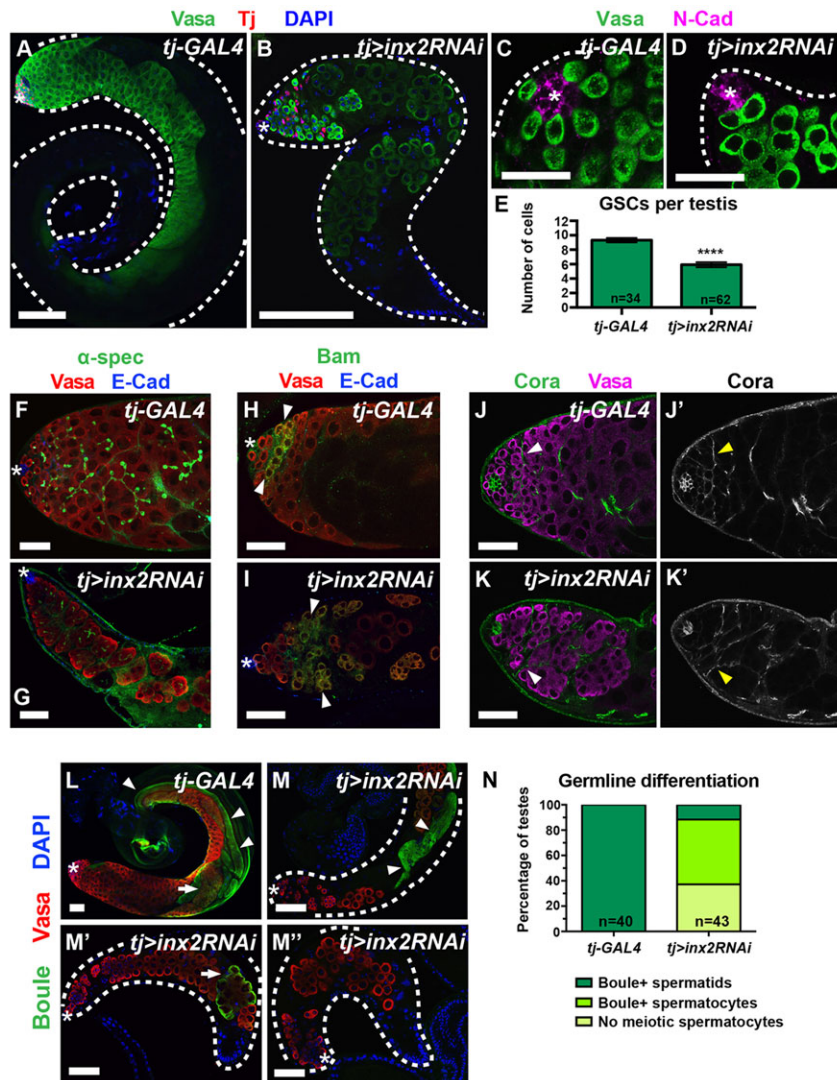 Vasa Tj DAPI
A tj-GAL4
*
B tj>inx2RNAi
*
Vasa N-Cad
C tj-GAL4
*
D tj>inx2RNAi
*
E GSCs per testis
Number of cells
12
10
8
6
4
2
0
****
n=34
n=62
tj-GAL4
tj>inx2RNAi
α-spec
Vasa E-Cad
F tj-GAL4
*
tj>inx2RNAi
*
G
Bam
Vasa E-Cad
H tj-GAL4
*
I tj>inx2RNAi
*
Cora Vasa
J tj-GAL4
K tj>inx2RNAi
Cora
J'
K'
Boule Vasa DAPI
L tj-GAL4
*
M tj>inx2RNAi
*
M' tj>inx2RNAi
*
M'' tj>inx2RNAi
*
N Germline differentiation
Percentage of testes
100
80
60
40
20
0
n=40
n=43
tj-GAL4
tj>inx2RNAi
Boule+ spermatids
Boule+ spermatocytes
No meiotic spermatocytes